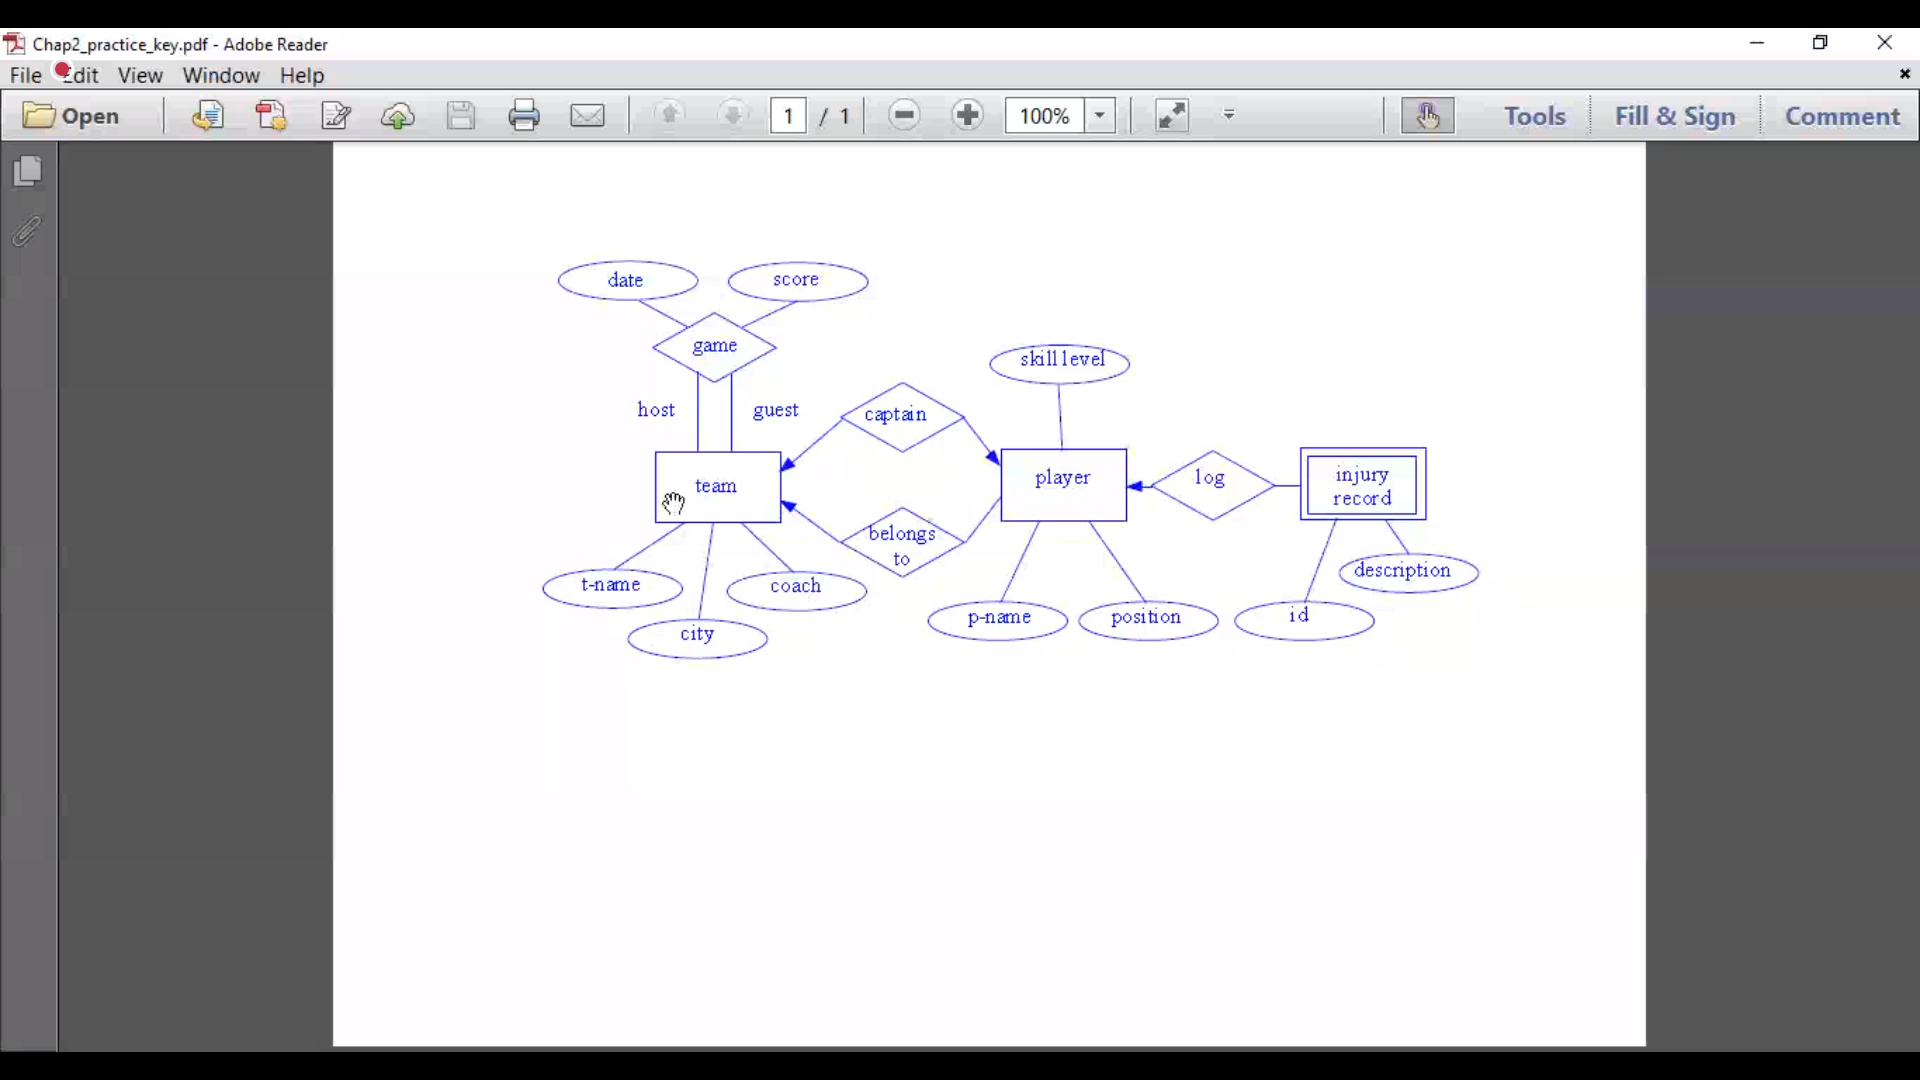 Chap2_practice_key.pdf - Adobe Reader
File Edit View Window Help
Open 1 / 1 100% Tools Fill & Sign Comment
date score
game
skill level
host guest captain
team player log injury
record
belongs
to
t-name coach description
city p-name position id